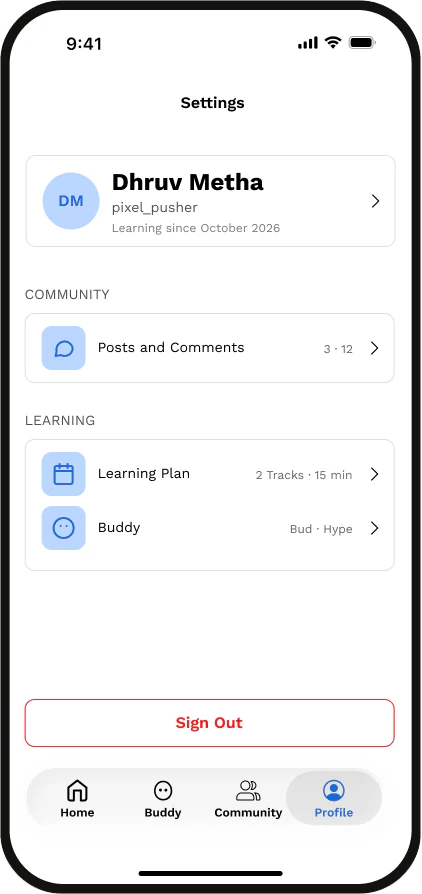 9:41
Settings
DM
Dhruv Metha
pixel_pusher
Learning since October 2026
COMMUNITY
Posts and Comments 3 · 12
LEARNING
Learning Plan 2 Tracks · 15 min
Buddy Bud · Hype
Sign Out
Home Buddy Community Profile